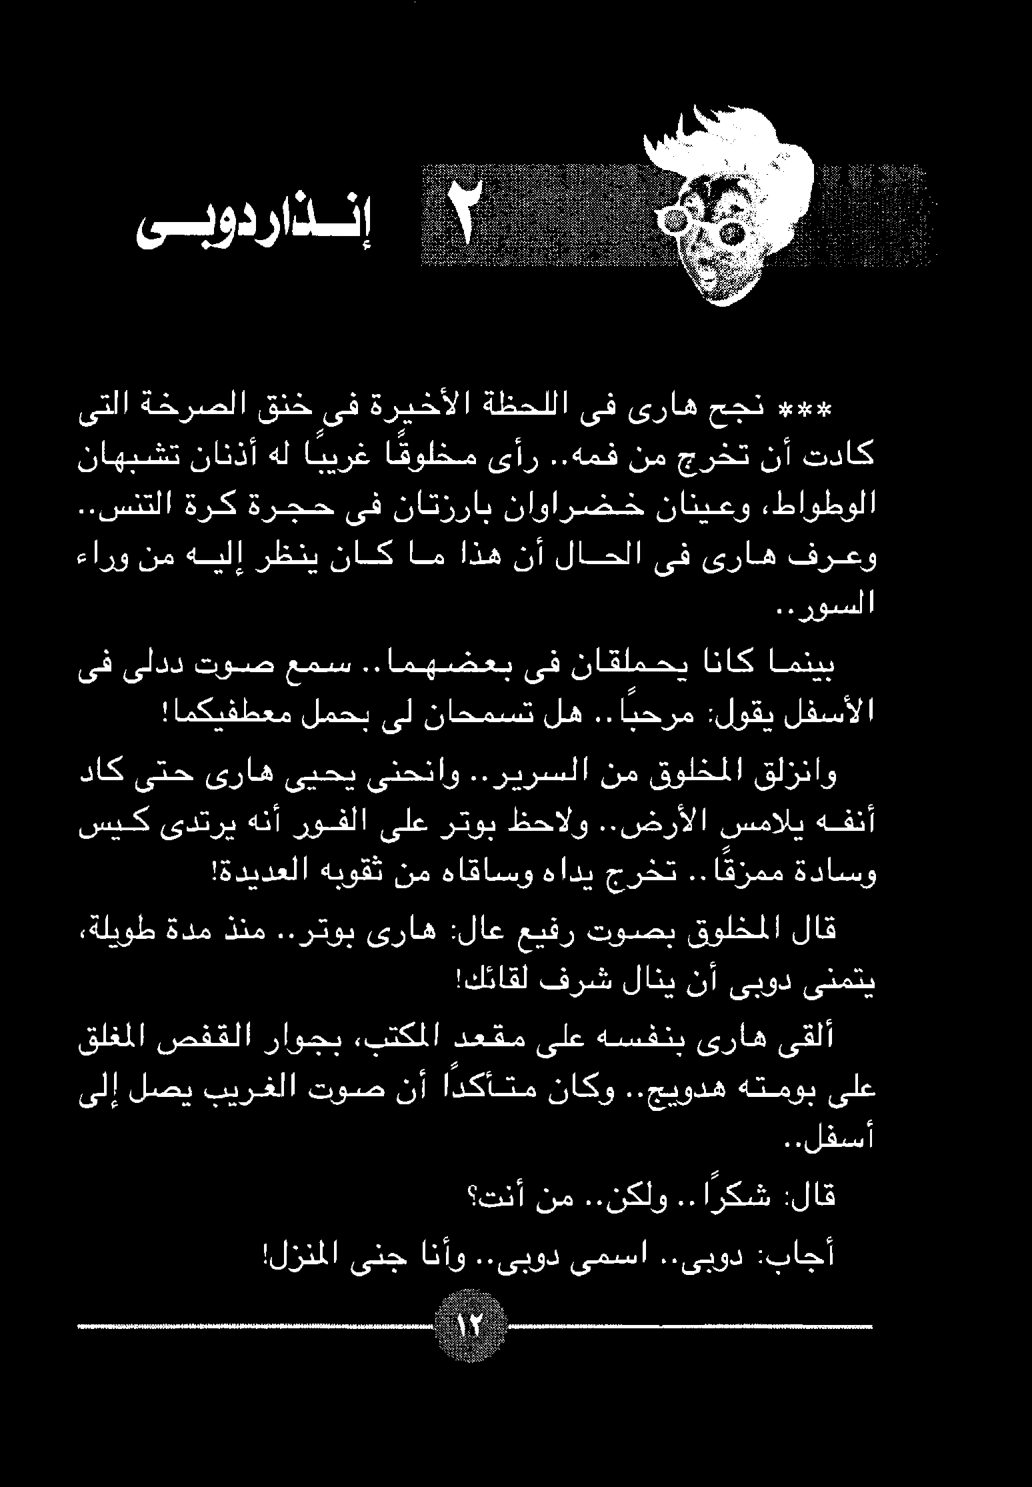 ٢
إنـذار دوبـى
*** نجح هارى فى اللحظة الأخيرة فى خنق الصرخة التى
كادت أن تخرج من فمه.. رأى مخلوقًا غريبًا له أذنان تشبهان
الوطواط، وعينان خضراوان بارزتان فى حجرة كرة التنس..
وعرف هارى فى الحال أن هذا ما كان ينظر إليه من وراء
السور..
بينما كانا يحملقان فى بعضهما.. سمع صوت ددلى فى
الأسفل يقول: مرحبًا.. هل تسمحان لى بحمل معطفيكما!
وانزلق المخلوق من السرير.. وانحنى يحيى هارى حتى كاد
أنفه يلامس الأرض.. ولاحظ بوتر على الفور أنه يرتدى كيس
وسادة ممزقًا.. تخرج يداه وساقاه من ثقوبه العديدة!
قال المخلوق بصوت رفيع عال: هارى بوتر.. منذ مدة طويلة،
يتمنى دوبى أن ينال شرف لقائك!
ألقى هارى بنفسه على مقعد المكتب، بجوار القفص المغلق
على بومته هدويج.. وكان متأكدًا أن صوت الغريب يصل إلى
أسفل..
قال: شكرًا.. ولكن.. من أنت؟
أجاب: دوبى.. اسمى دوبى.. وأنا جنى المنزل!
١٢